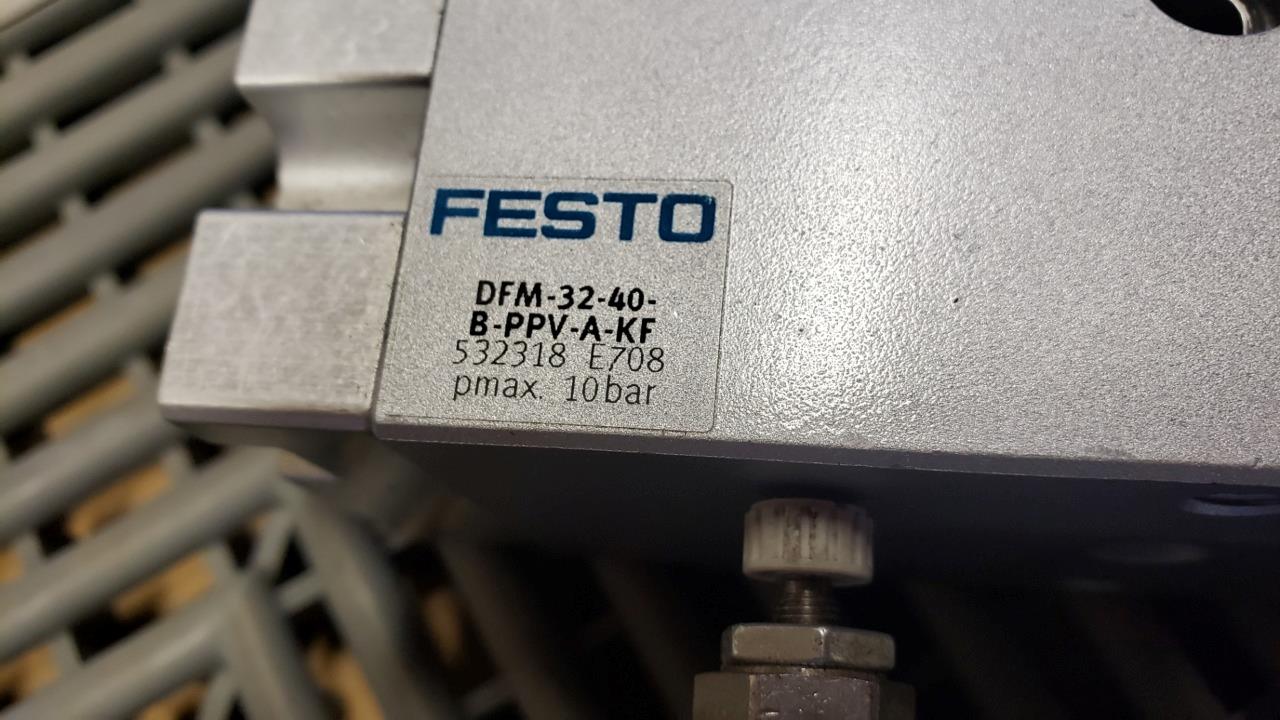 FESTO
DFM-32-40-
B-PPV-A-KF
532318 E708
pmax. 10bar